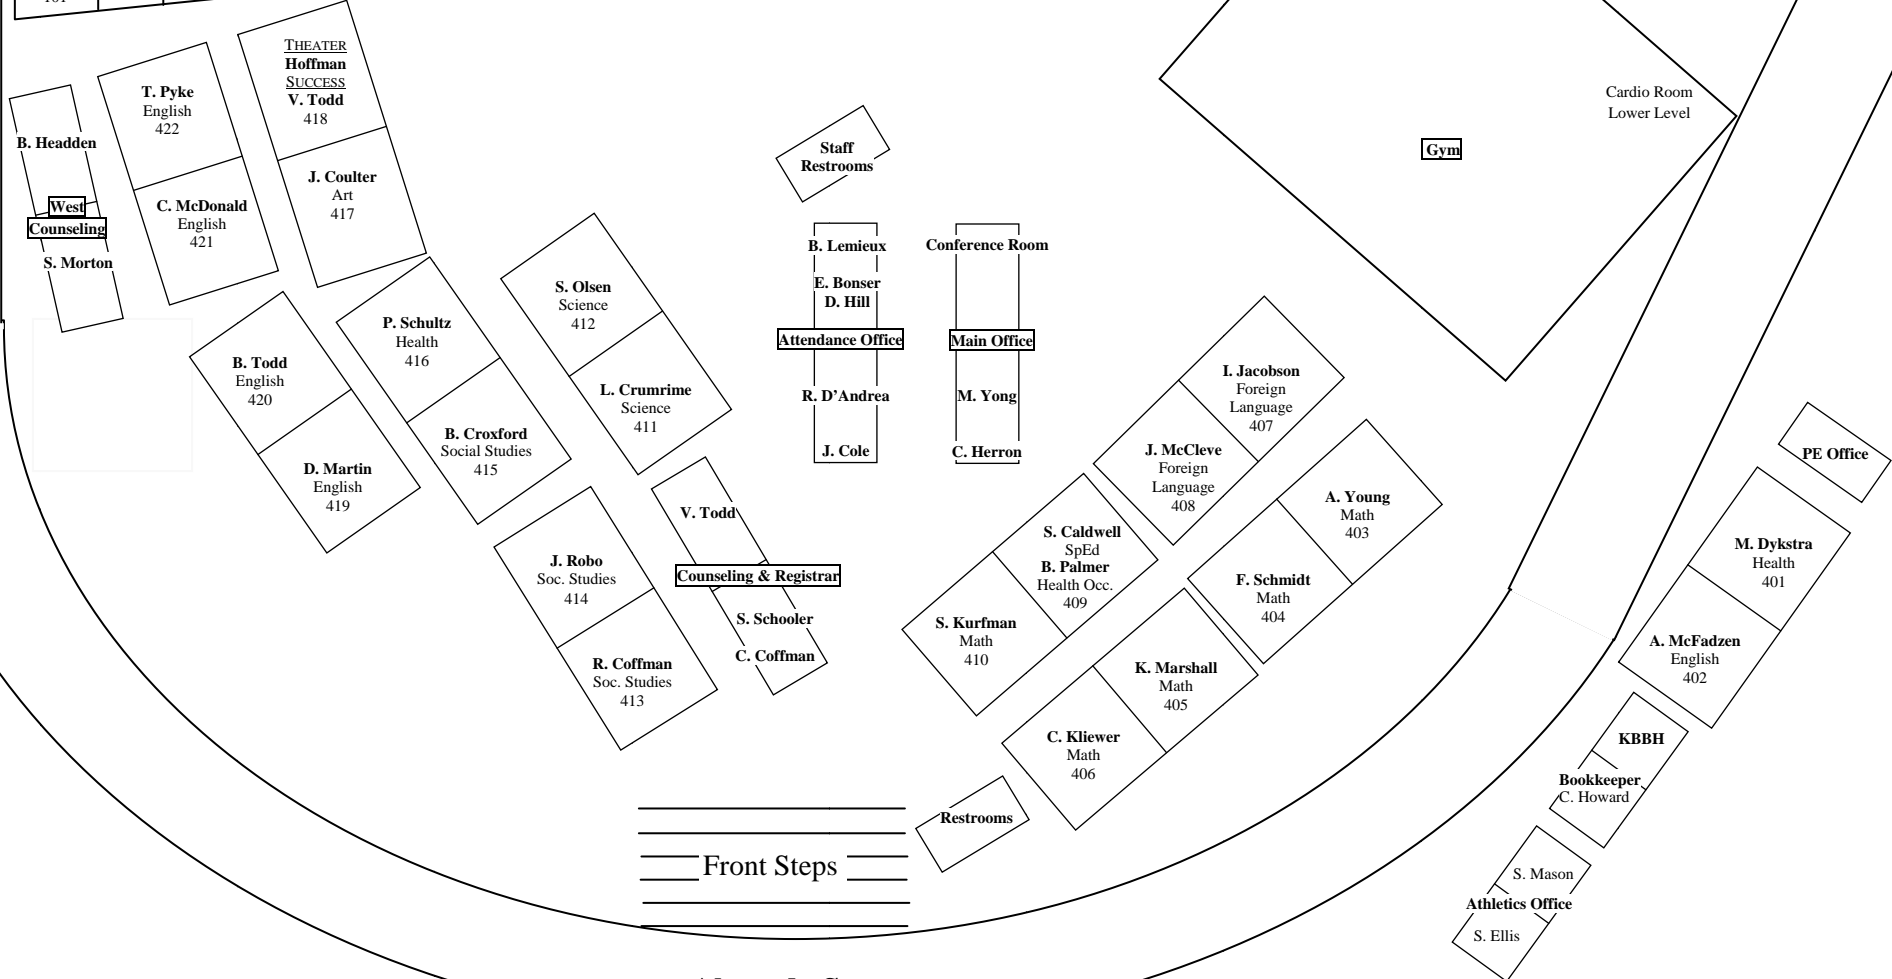 THEATER
Hoffman
SUCCESS
V. Todd
418
T. Pyke
English
422
B. Headden
West
Counseling
S. Morton
C. McDonald
English
421
J. Coulter
Art
417
Staff
Restrooms
Cardio Room
Lower Level
Gym
B. Lemieux
E. Bonser
D. Hill
Attendance Office
R. D’Andrea
J. Cole
Conference Room
Main Office
M. Yong
C. Herron
S. Olsen
Science
412
L. Crumrime
Science
411
P. Schultz
Health
416
B. Croxford
Social Studies
415
B. Todd
English
420
D. Martin
English
419
J. Robo
Soc. Studies
414
R. Coffman
Soc. Studies
413
V. Todd
Counseling & Registrar
S. Schooler
C. Coffman
I. Jacobson
Foreign
Language
407
J. McCleve
Foreign
Language
408
S. Caldwell
SpEd
B. Palmer
Health Occ.
409
S. Kurfman
Math
410
A. Young
Math
403
F. Schmidt
Math
404
K. Marshall
Math
405
C. Kliewer
Math
406
Restrooms
Front Steps
PE Office
M. Dykstra
Health
401
A. McFadzen
English
402
KBBH
Bookkeeper
C. Howard
S. Mason
Athletics Office
S. Ellis